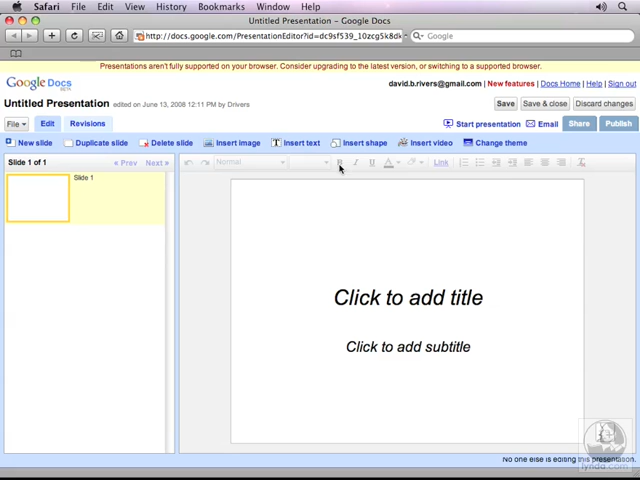 Safari File Edit View History Bookmarks Window Help
Untitled Presentation – Google Docs
http://docs.google.com/PresentationEditor?id=dc9sf539_10zcg5k8dk
Google
Presentations aren't fully supported on your browser. Consider upgrading to the latest version, or switching to a supported browser.
Google Docs BETA
david.b.rivers@gmail.com | New features | Docs Home | Help | Sign out
Untitled Presentation edited on June 13, 2008 12:11 PM by Drivers
Save Save & close Discard changes
File Edit Revisions
Start presentation Email Share Publish
New slide Duplicate slide Delete slide Insert image Insert text Insert shape Insert video Change theme
Slide 1 of 1 « Prev Next »
Normal B I U A Link
Slide 1
Click to add title
Click to add subtitle
lynda.com
No one else is editing this presentation.